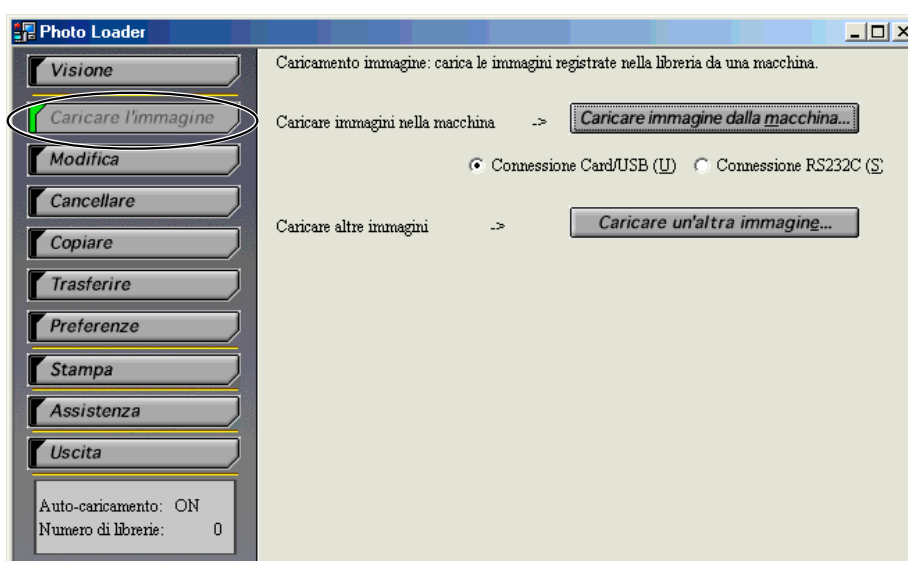 Photo Loader
Visione
Caricare l'immagine
Modifica
Cancellare
Copiare
Trasferire
Preferenze
Stampa
Assistenza
Uscita
Auto-caricamento: ON
Numero di librerie: 0
Caricamento immagine: carica le immagini registrate nella libreria da una macchina.
Caricare immagini nella macchina -> Caricare immagine dalla macchina...
Connessione Card/USB (U) Connessione RS232C (S)
Caricare altre immagini -> Caricare un'altra immagine...